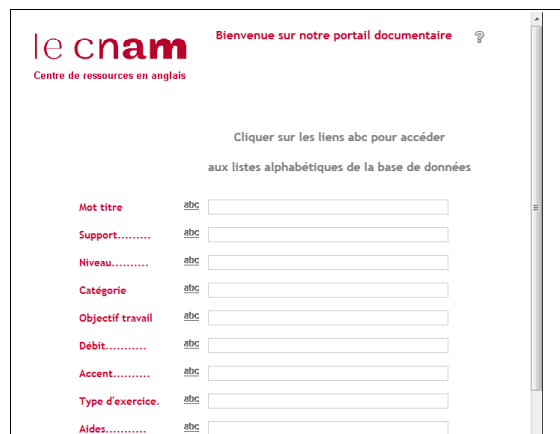 le cnam
Bienvenue sur notre portail documentaire ?
Centre de ressources en anglais
Cliquer sur les liens abc pour accéder
aux listes alphabétiques de la base de données
Mot titre abc
Support......... abc
Niveau.......... abc
Catégorie abc
Objectif travail abc
Débit........... abc
Accent.......... abc
Type d'exercice. abc
Aides........... abc